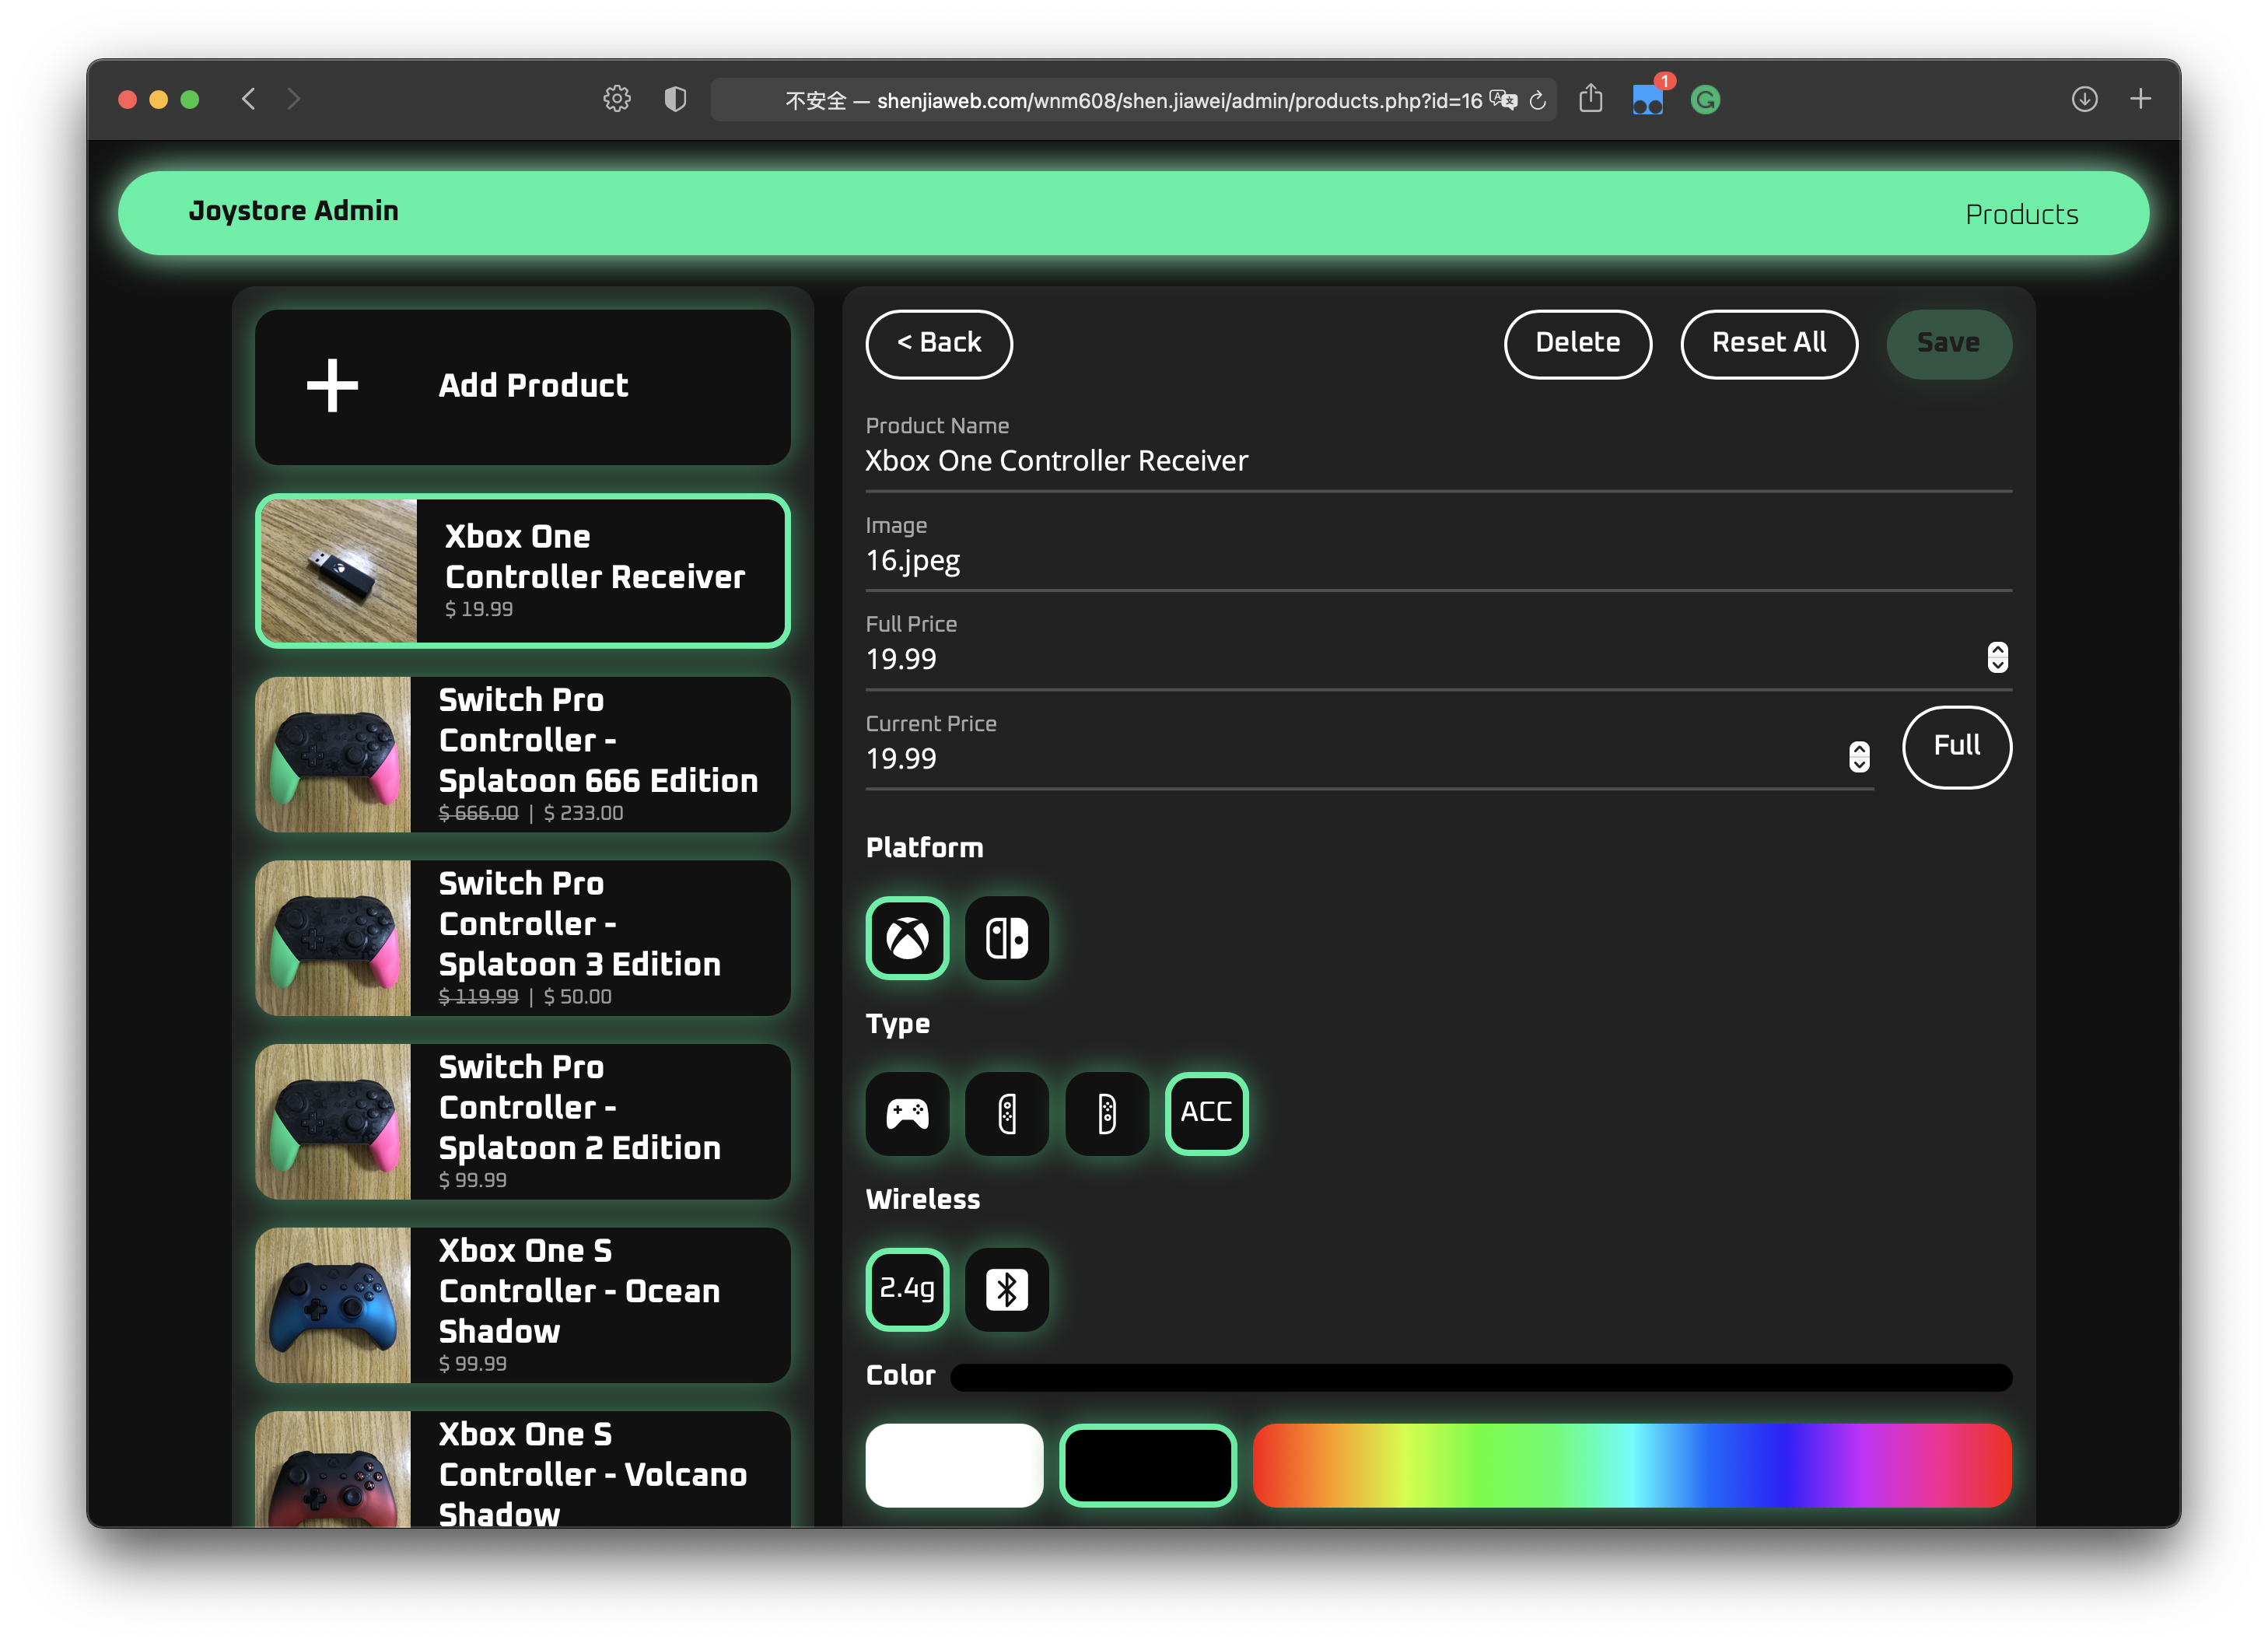 不安全 — shenjiaweb.com/wnm608/shen.jiawei/admin/products.php?id=16
1
Joystore Admin
Products
Add Product
Xbox One
Controller Receiver
$ 19.99
Switch Pro
Controller -
Splatoon 666 Edition
$ 666.00 | $ 233.00
Switch Pro
Controller -
Splatoon 3 Edition
$ 119.99 | $ 50.00
Switch Pro
Controller -
Splatoon 2 Edition
$ 99.99
Xbox One S
Controller - Ocean
Shadow
$ 99.99
Xbox One S
Controller - Volcano
Shadow
< Back
Delete
Reset All
Save
Product Name
Xbox One Controller Receiver
Image
16.jpeg
Full Price
19.99
Current Price
19.99
Full
Platform
Type
ACC
Wireless
2.4g
Color